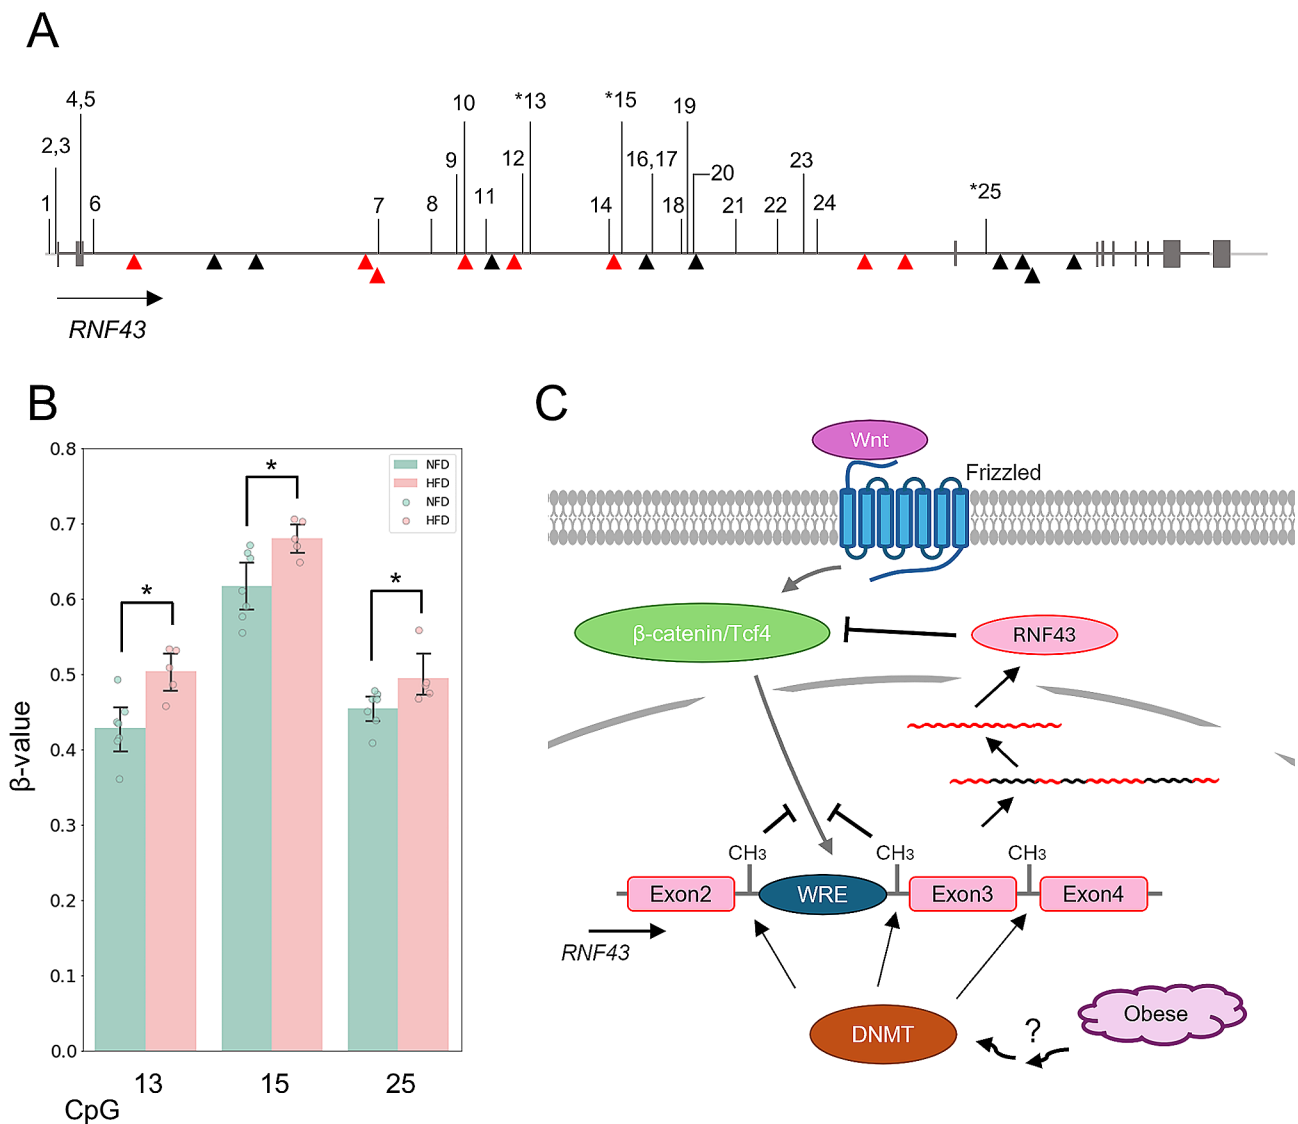 A
4,5
10
*13
*15
19
2,3
9
12
16,17
20
23
1
6
7
8
11
14
18
21
22
24
*25
RNF43
B
0.8
0.7
0.6
0.5
0.4
0.3
0.2
0.1
0.0
β-value
NFD
HFD
NFD
HFD
*
*
*
13
15
25
CpG
C
Wnt
Frizzled
β-catenin/Tcf4
RNF43
CH3
CH3
CH3
Exon2
WRE
Exon3
Exon4
RNF43
DNMT
?
Obese